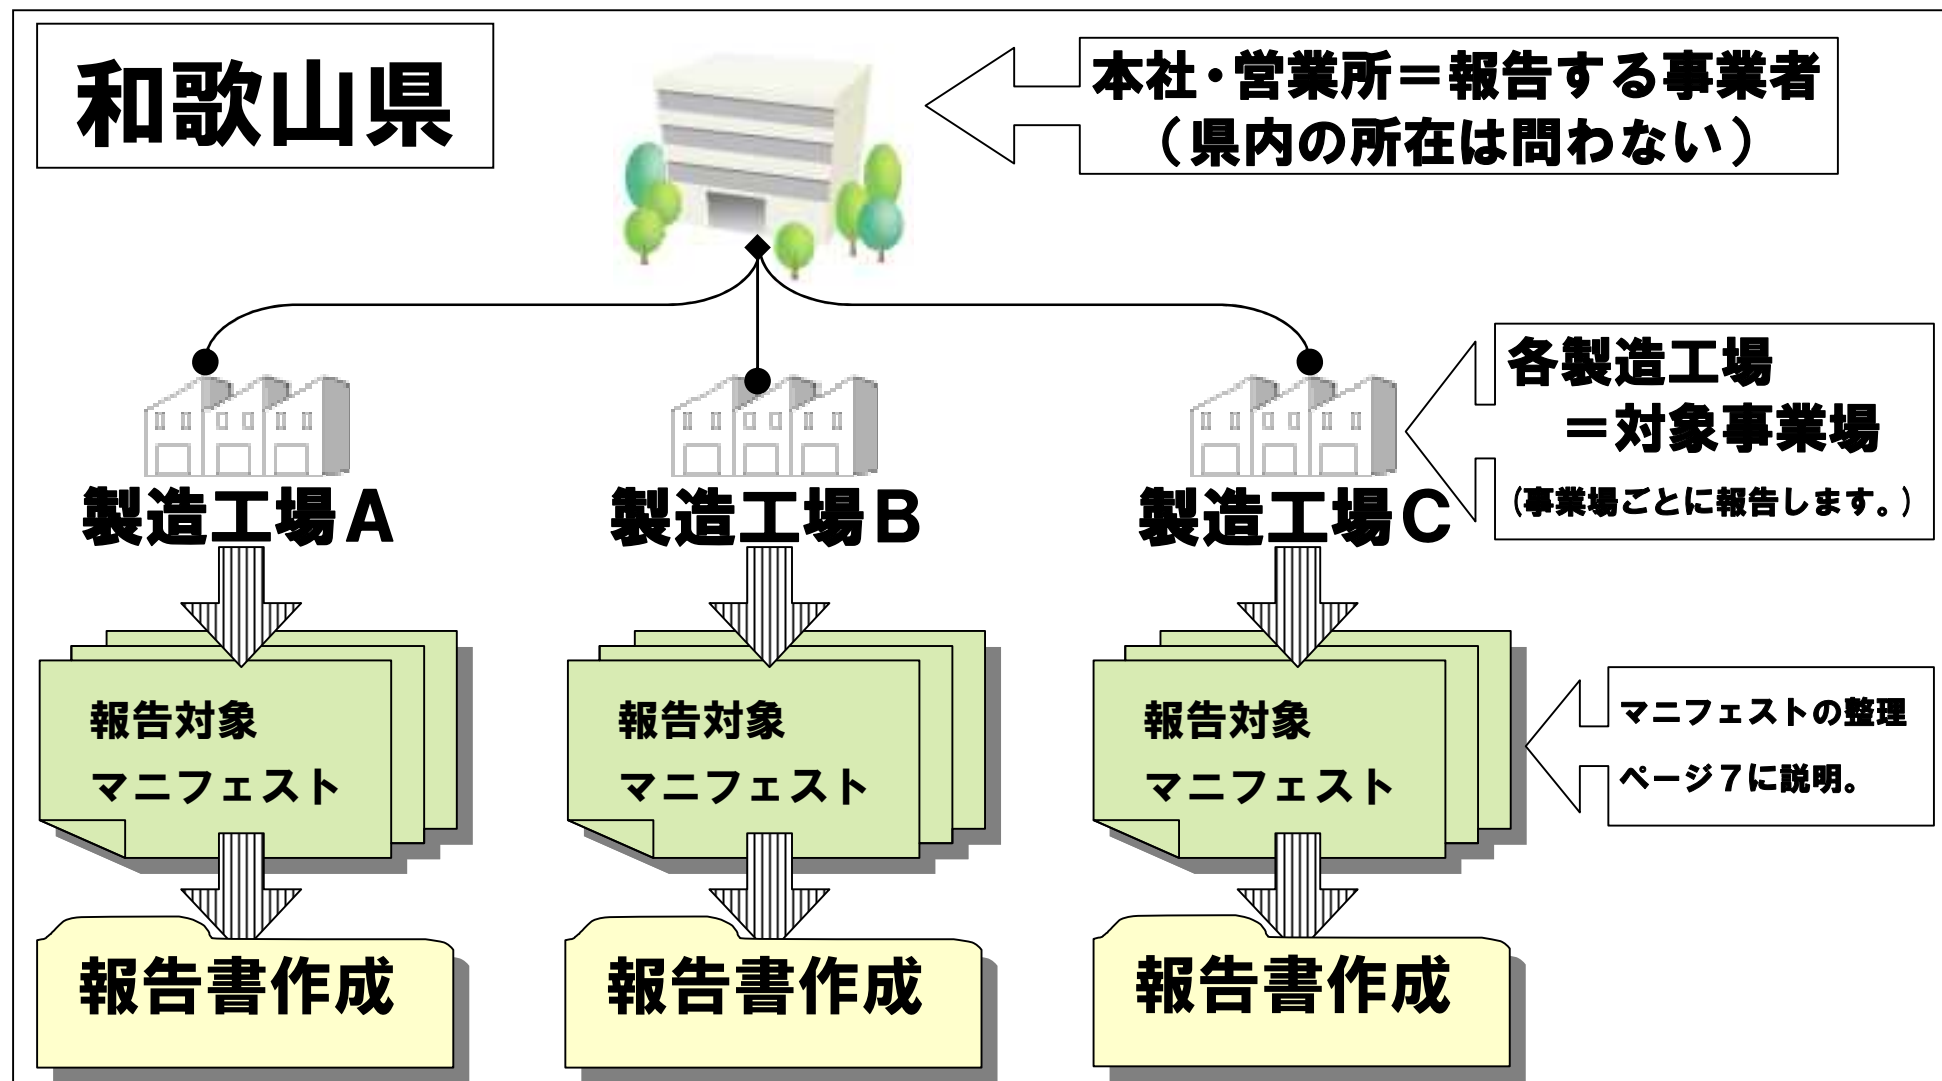 和歌山県
本社・営業所＝報告する事業者
（県内の所在は問わない）
各製造工場
＝対象事業場
（事業場ごとに報告します。）
製造工場A
製造工場B
製造工場C
報告対象
マニフェスト
報告対象
マニフェスト
報告対象
マニフェスト
マニフェストの整理
ページ７に説明。
報告書作成
報告書作成
報告書作成